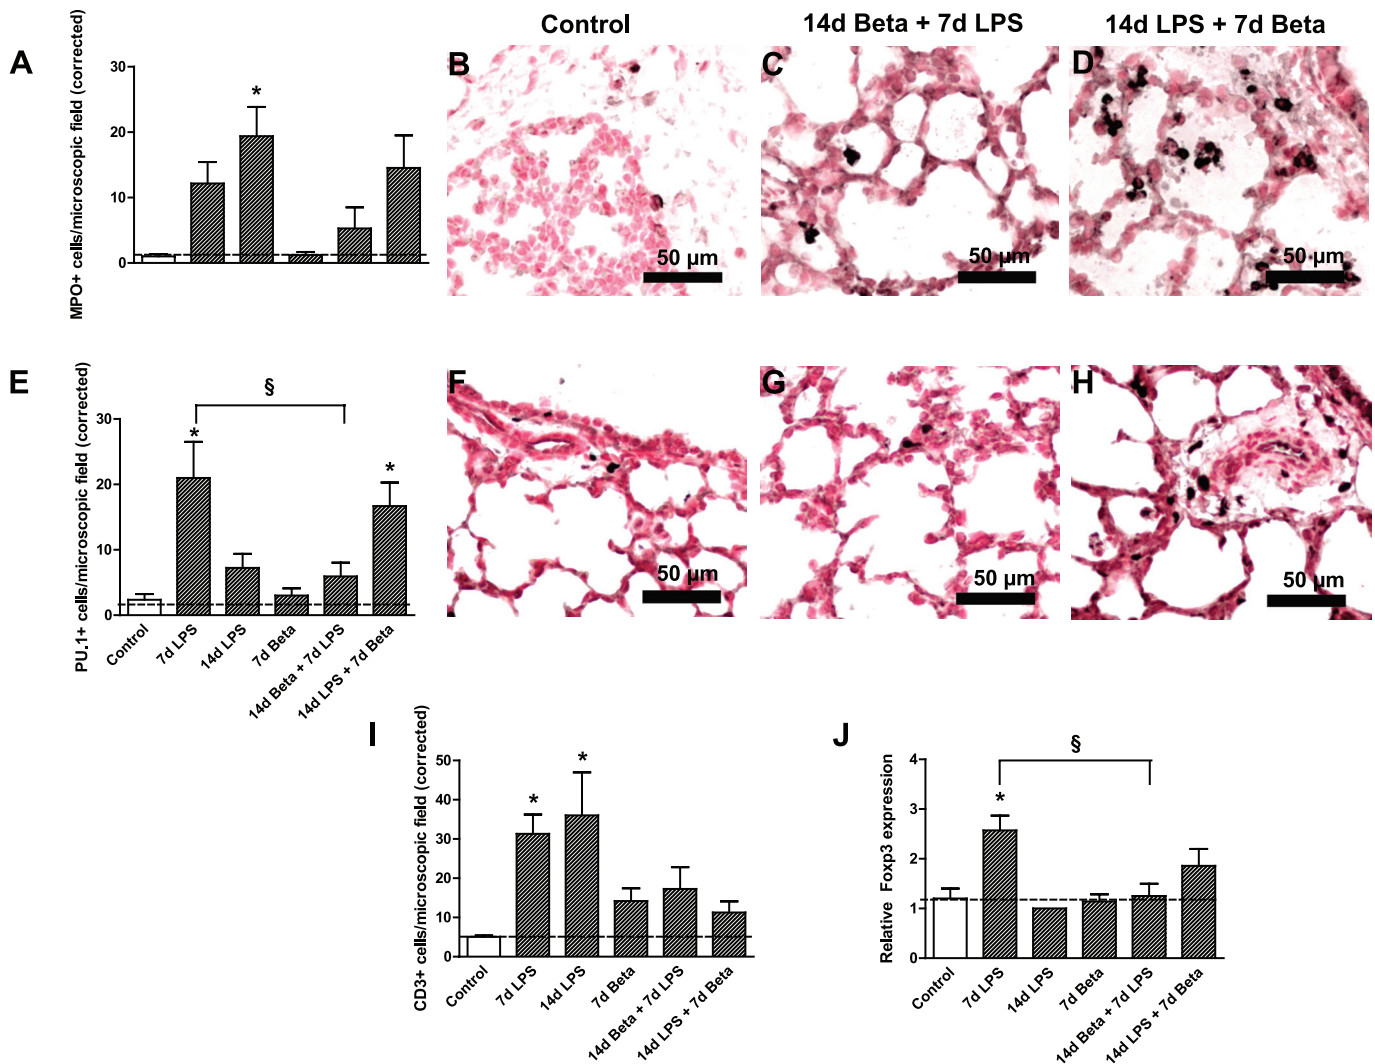 Control
14d Beta + 7d LPS
14d LPS + 7d Beta
A
MPO+ cells/microscopic field (corrected)
30
20
10
0
*
B
50 µm
C
50 µm
D
50 µm
E
PU.1+ cells/microscopic field (corrected)
30
20
10
0
*
§
*
Control
7d LPS
14d LPS
7d Beta
14d Beta + 7d LPS
14d LPS + 7d Beta
F
50 µm
G
50 µm
H
50 µm
I
CD3+ cells/microscopic field (corrected)
50
40
30
20
10
0
*
*
Control
7d LPS
14d LPS
7d Beta
14d Beta + 7d LPS
14d LPS + 7d Beta
J
Relative Foxp3 expression
4
3
2
1
0
*
§
Control
7d LPS
14d LPS
7d Beta
14d Beta + 7d LPS
14d LPS + 7d Beta